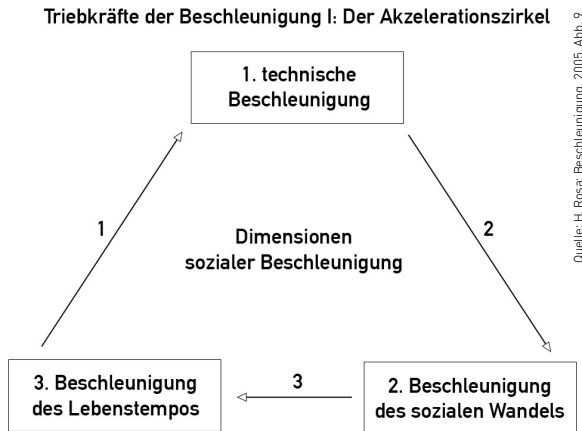 Triebkräfte der Beschleunigung I: Der Akzelerationszirkel
1. technische
Beschleunigung
1
2
Dimensionen
sozialer Beschleunigung
3. Beschleunigung
des Lebenstempos
3
2. Beschleunigung
des sozialen Wandels
Quelle: H. Rosa: Beschleunigung, 2005, Abb. 9